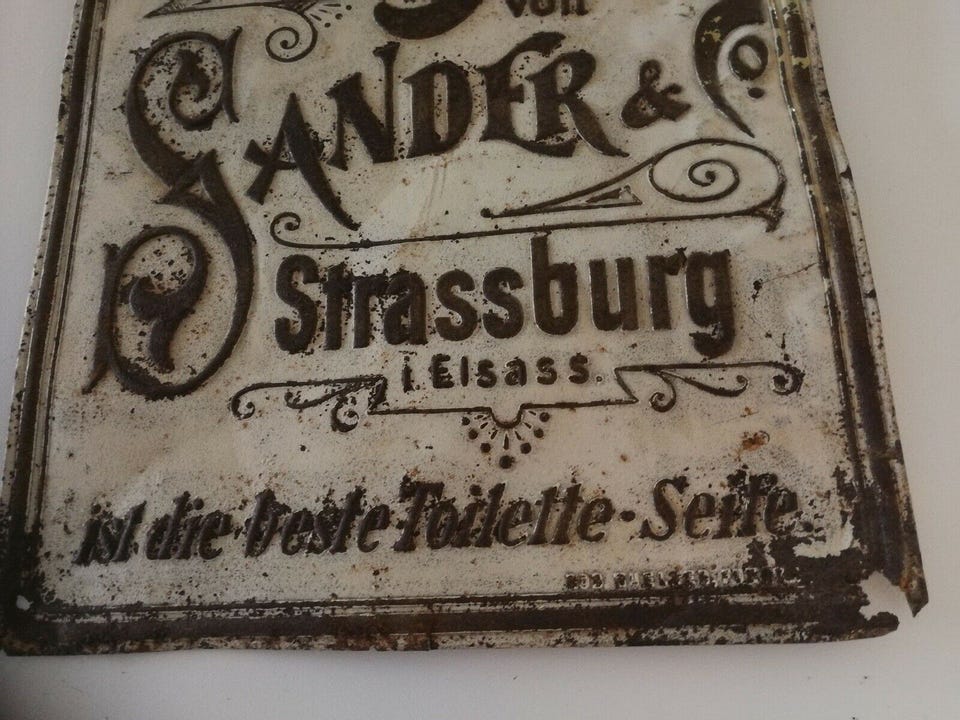 von
SANDER & Co.
Strassburg
i. Elsass.
ist die beste Toilette-Seife.